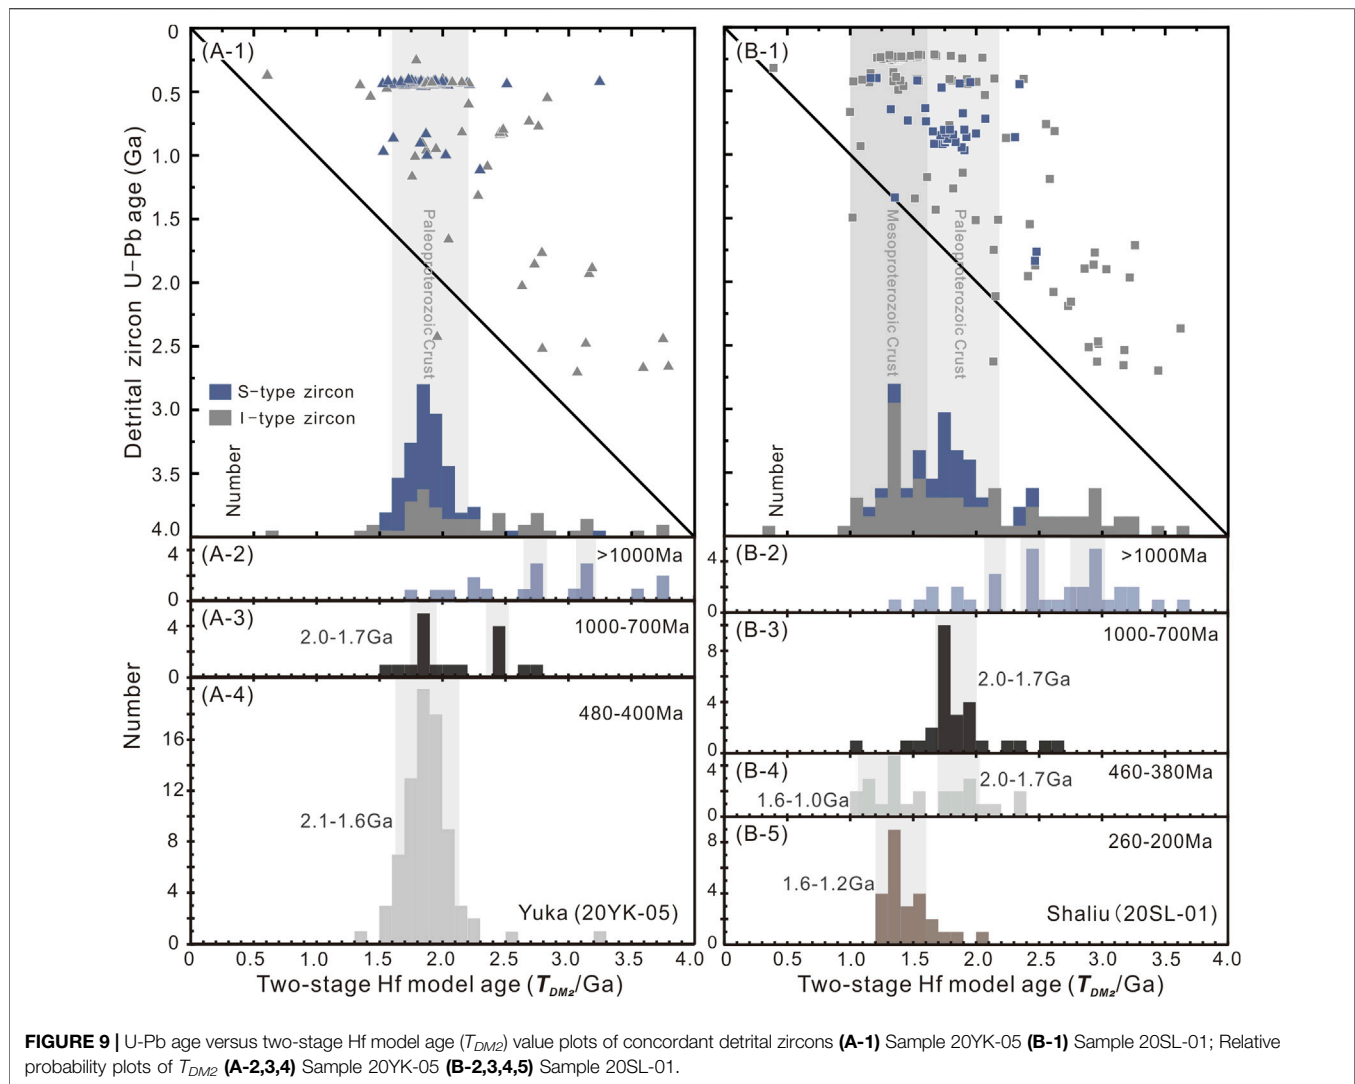 (A-1)
Paleoproterozoic Crust
S-type zircon
I-type zircon
Number
Detrital zircon U-Pb age (Ga)
0
0.5
1.0
1.5
2.0
2.5
3.0
3.5
4.0
(B-1)
Mesoproterozoic Crust
Paleoproterozoic Crust
Number
(A-2)
>1000Ma
4
0
(A-3)
2.0-1.7Ga
1000-700Ma
4
0
(A-4)
480-400Ma
2.1-1.6Ga
Yuka (20YK-05)
Number
16
12
8
4
0
0 0.5 1.0 1.5 2.0 2.5 3.0 3.5 4.0
Two-stage Hf model age (TDM2/Ga)
(B-2)
>1000Ma
4
0
(B-3)
1000-700Ma
2.0-1.7Ga
8
4
0
(B-4)
460-380Ma
2.0-1.7Ga
1.6-1.0Ga
4
0
(B-5)
260-200Ma
1.6-1.2Ga
Shaliu (20SL-01)
8
4
0
0 0.5 1.0 1.5 2.0 2.5 3.0 3.5 4.0
Two-stage Hf model age (TDM2/Ga)
FIGURE 9 | U-Pb age versus two-stage Hf model age (TDM2) value plots of concordant detrital zircons (A-1) Sample 20YK-05 (B-1) Sample 20SL-01; Relative
probability plots of TDM2 (A-2,3,4) Sample 20YK-05 (B-2,3,4,5) Sample 20SL-01.